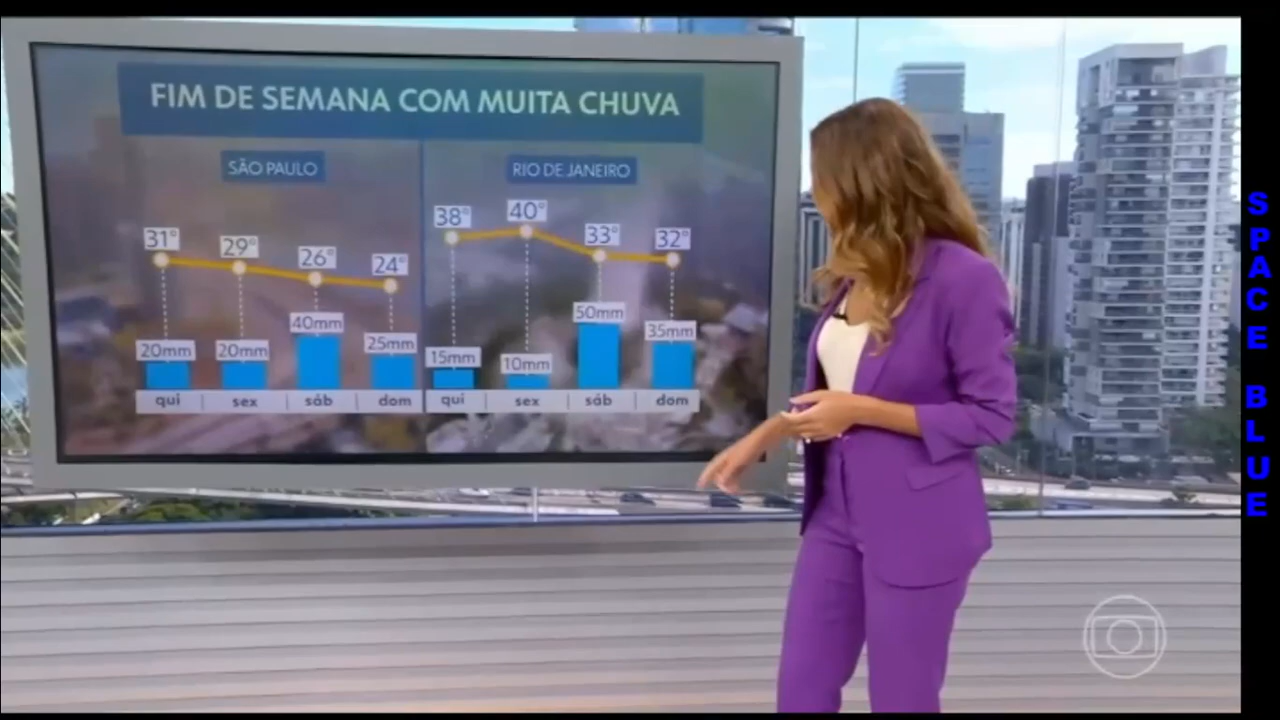 FIM DE SEMANA COM MUITA CHUVA
SÃO PAULO
31° 29° 26° 24°
20mm 20mm 40mm 25mm
qui sex sáb dom
RIO DE JANEIRO
38° 40° 33° 32°
15mm 10mm 50mm 35mm
qui sex sáb dom
SPACE BLUE